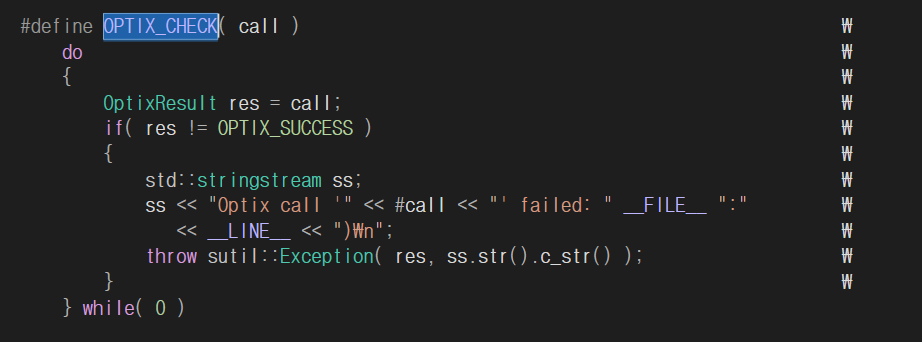 #define OPTIX_CHECK( call ) ₩
do ₩
{ ₩
OptixResult res = call; ₩
if( res != OPTIX_SUCCESS ) ₩
{ ₩
std::stringstream ss; ₩
ss << "Optix call '" << #call << "' failed: " __FILE__ ":" ₩
<< __LINE__ << ")₩n"; ₩
throw sutil::Exception( res, ss.str().c_str() ); ₩
} ₩
} while( 0 )